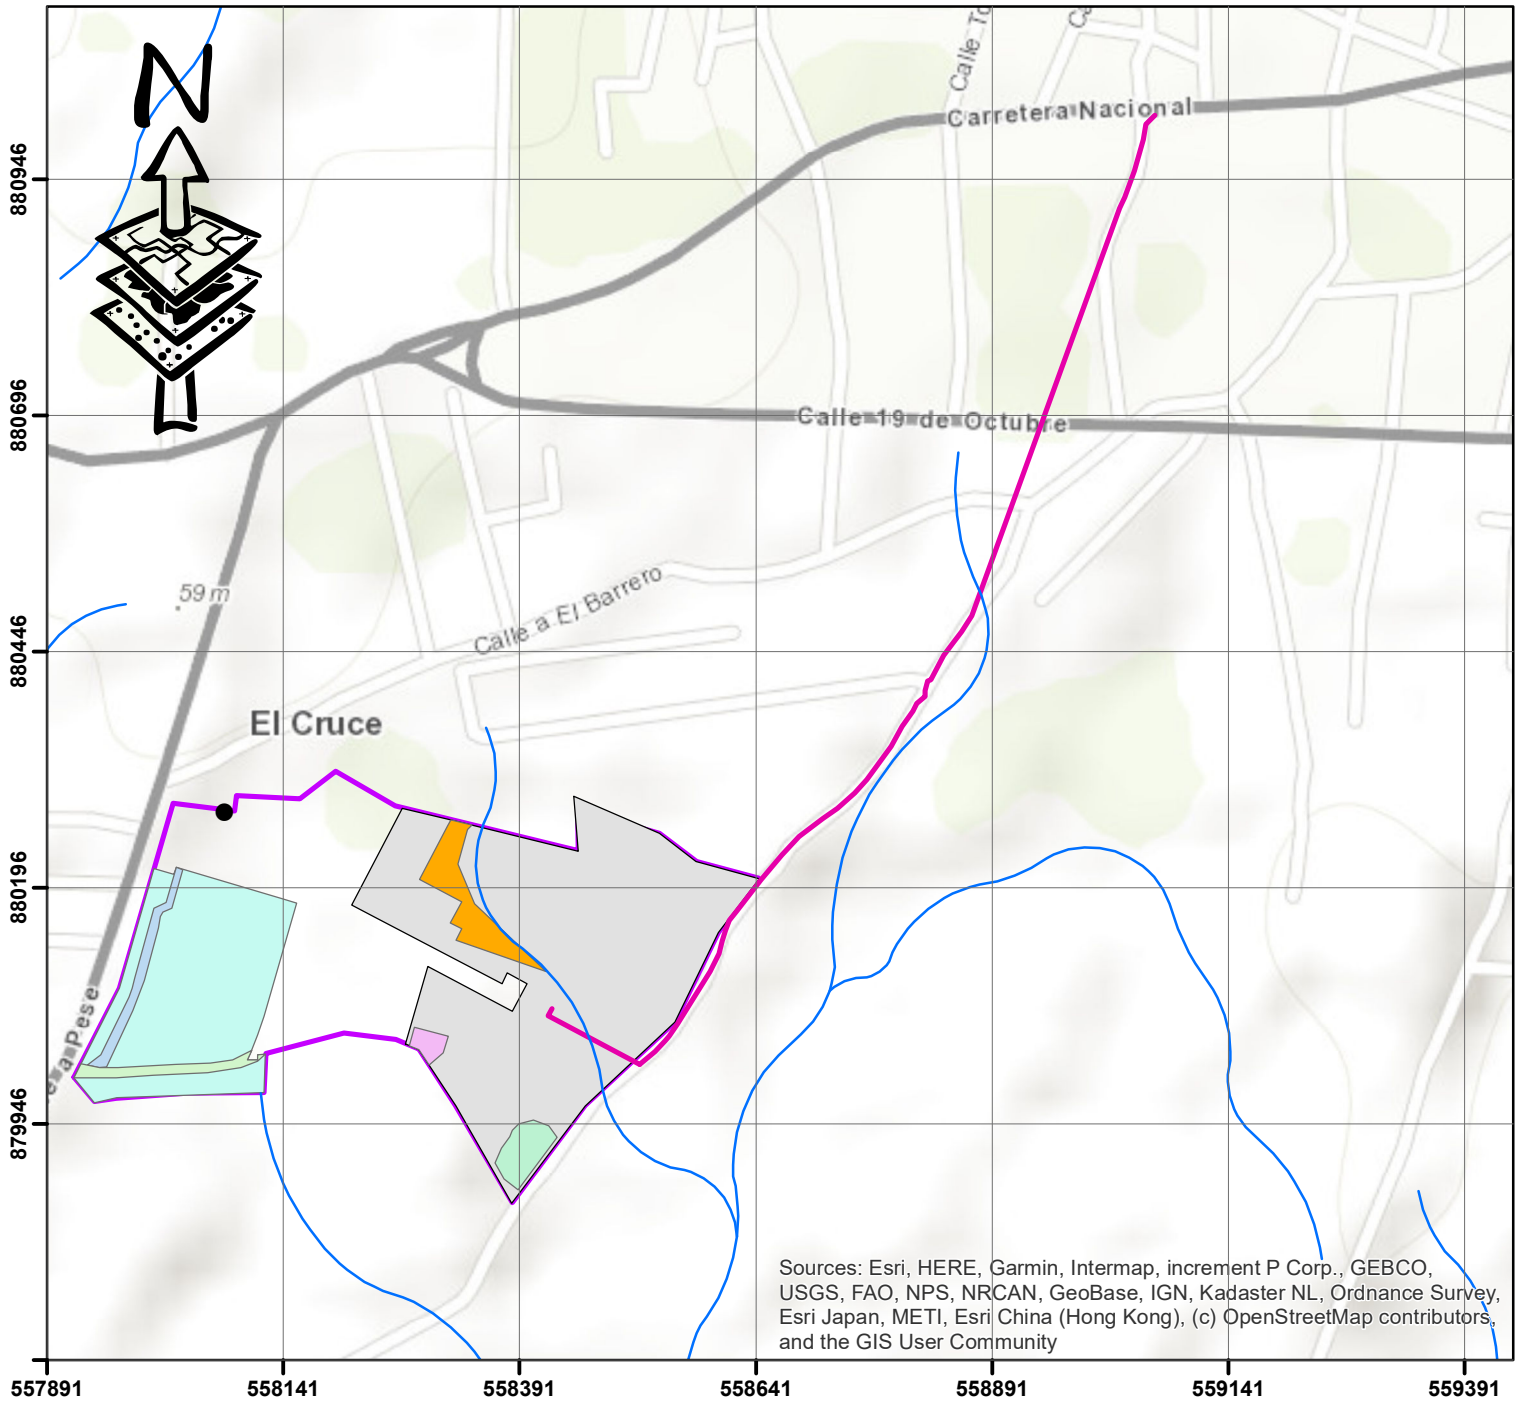 N
Calle To
Ca
Carretera Nacional
880946
880696
Calle 19 de Octubre
59 m
Calle a El Barrero
880446
El Cruce
880196
a Pese
879946
Sources: Esri, HERE, Garmin, Intermap, increment P Corp., GEBCO,
USGS, FAO, NPS, NRCAN, GeoBase, IGN, Kadaster NL, Ordnance Survey,
Esri Japan, METI, Esri China (Hong Kong), (c) OpenStreetMap contributors,
and the GIS User Community
557891 558141 558391 558641 558891 559141 559391